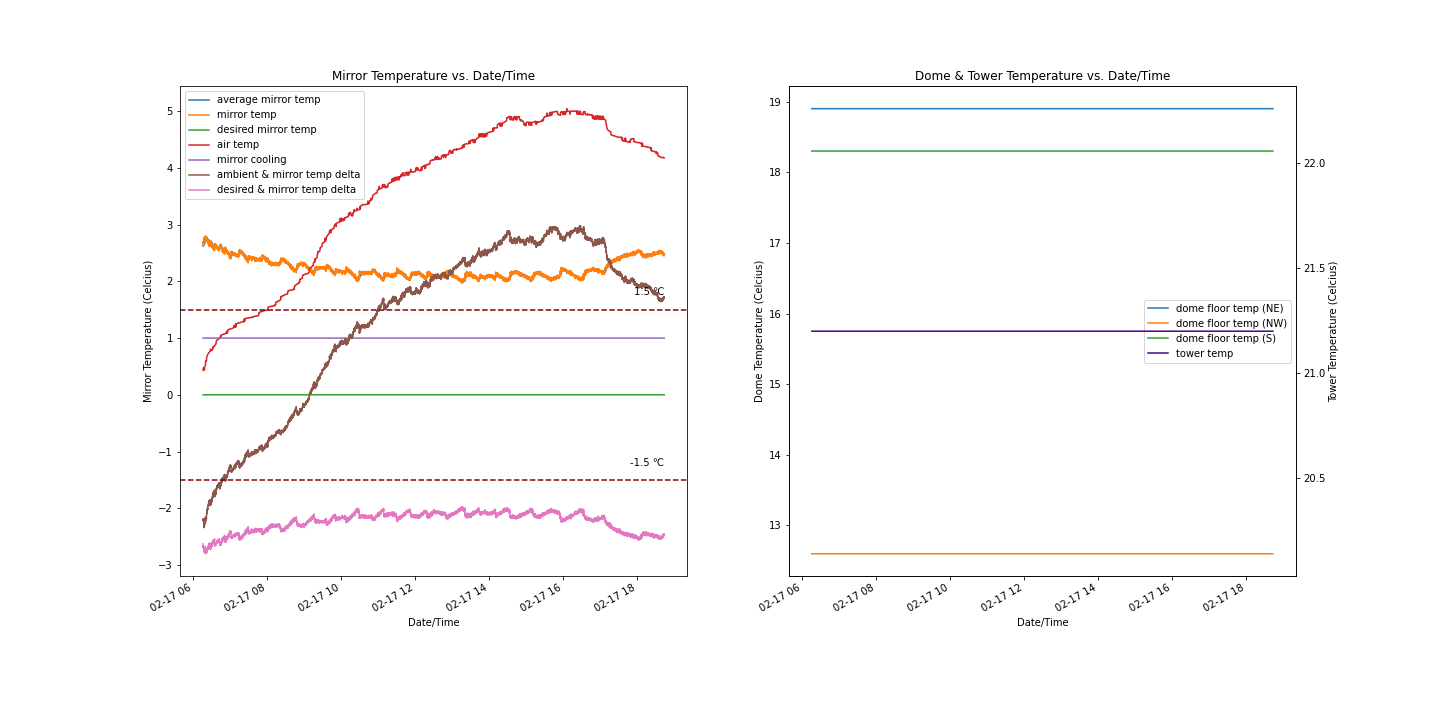 Mirror Temperature vs. Date/Time
Mirror Temperature (Celcius)
5
4
3
2
1
0
−1
−2
−3
average mirror temp
mirror temp
desired mirror temp
air temp
mirror cooling
ambient & mirror temp delta
desired & mirror temp delta
1.5 °C
-1.5 °C
02-17 06
02-17 08
02-17 10
02-17 12
02-17 14
02-17 16
02-17 18
Date/Time
Dome & Tower Temperature vs. Date/Time
Dome Temperature (Celcius)
19
18
17
16
15
14
13
dome floor temp (NE)
dome floor temp (NW)
dome floor temp (S)
tower temp
22.0
21.5
21.0
20.5
Tower Temperature (Celcius)
02-17 06
02-17 08
02-17 10
02-17 12
02-17 14
02-17 16
02-17 18
Date/Time